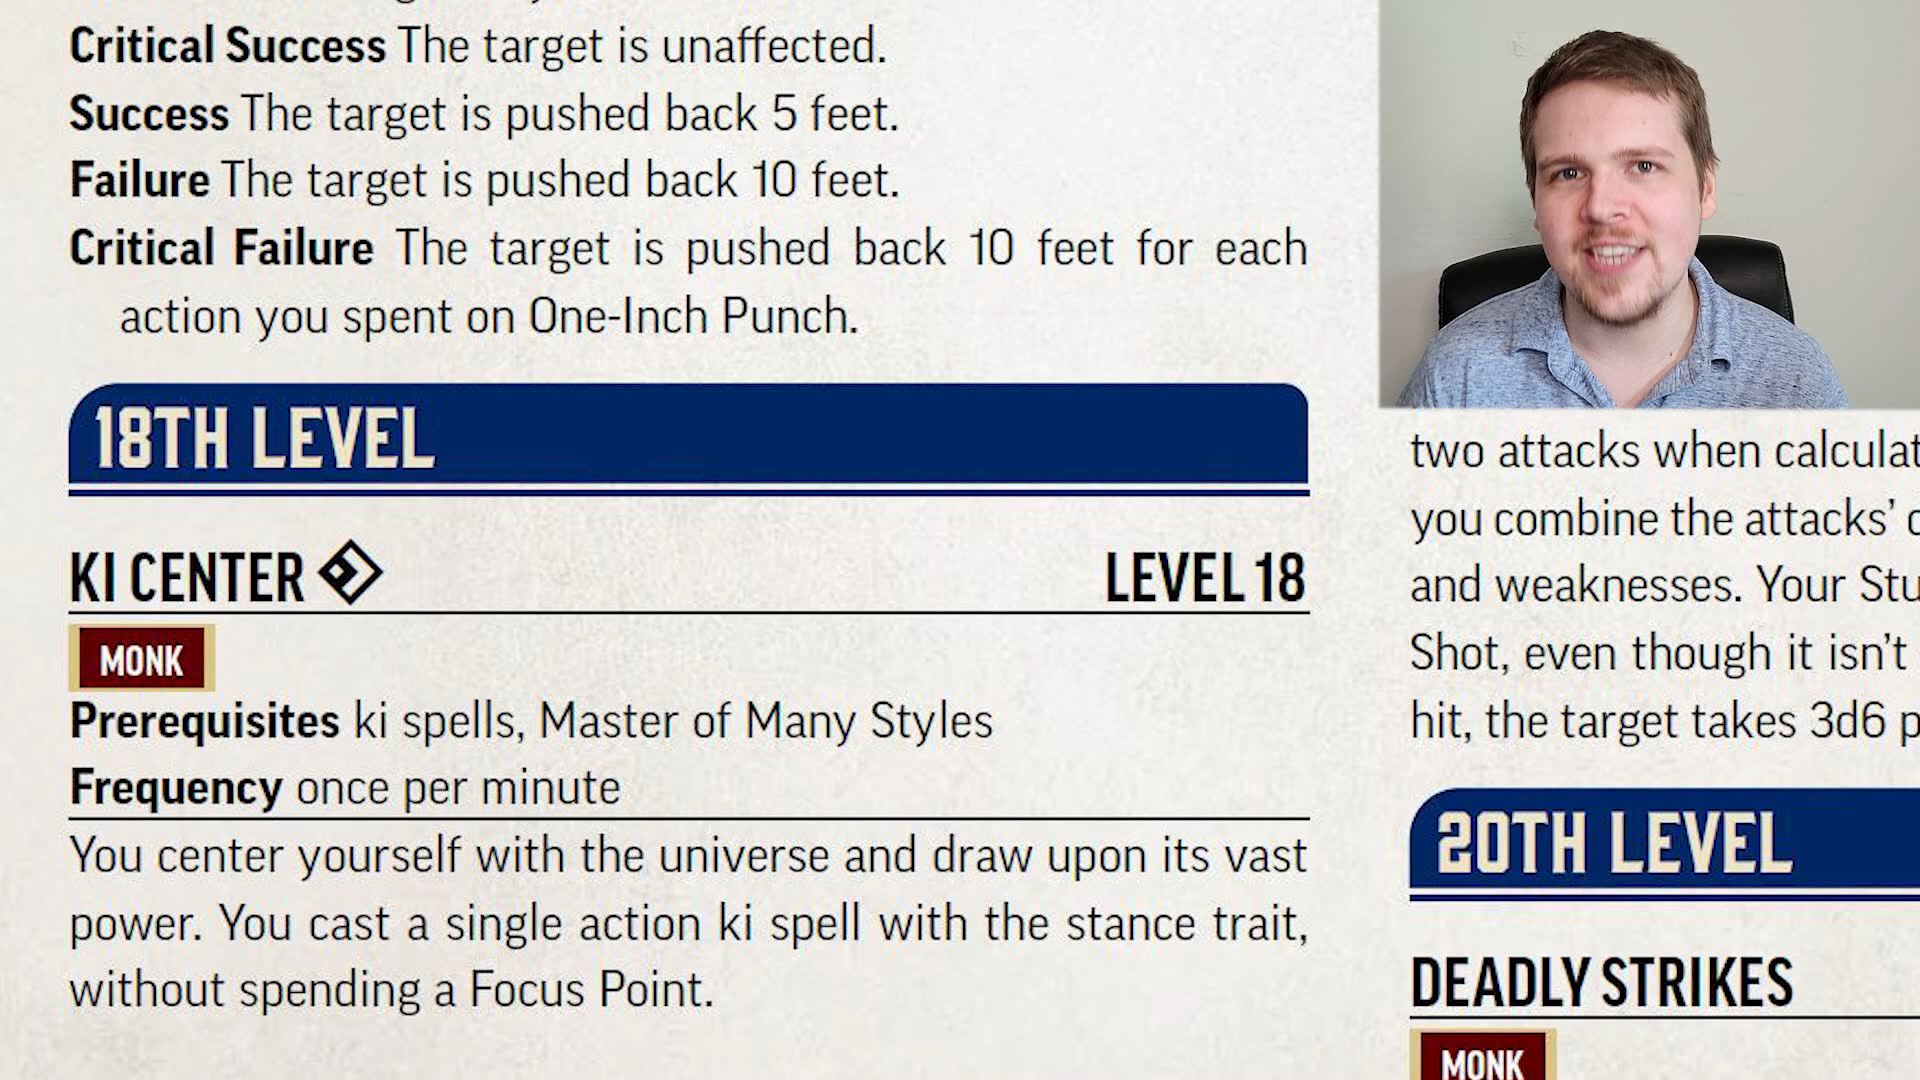 Critical Success The target is unaffected.
Success The target is pushed back 5 feet.
Failure The target is pushed back 10 feet.
Critical Failure The target is pushed back 10 feet for each
action you spent on One-Inch Punch.
18TH LEVEL
KI CENTER LEVEL 18
MONK
Prerequisites ki spells, Master of Many Styles
Frequency once per minute
You center yourself with the universe and draw upon its vast
power. You cast a single action ki spell with the stance trait,
without spending a Focus Point.
two attacks when
you combine the attacks'
and weaknesses. Your
Shot, even though it isn't
hit, the target takes 3d6
20TH LEVEL
DEADLY STRIKES
MONK